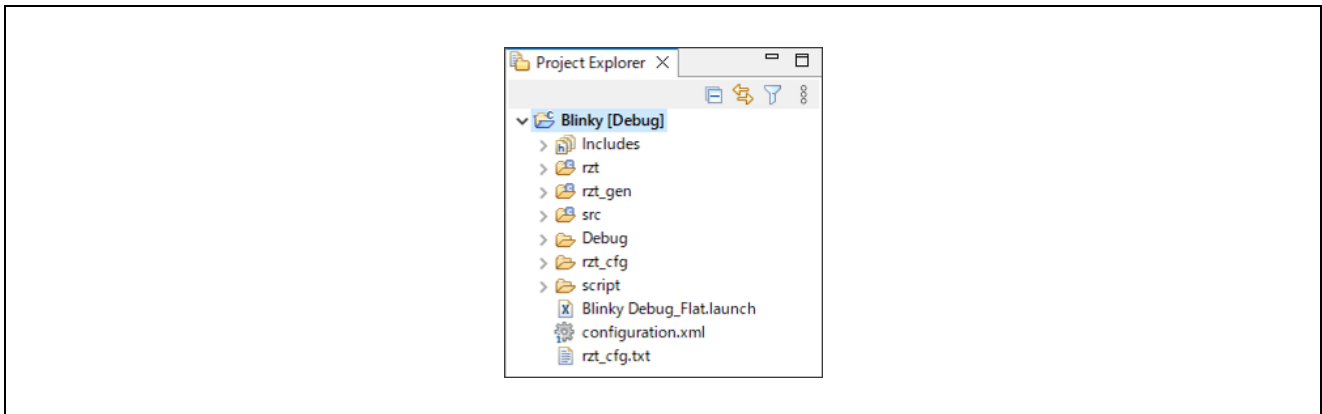 Project Explorer
Blinky [Debug]
Includes
rzt
rzt_gen
src
Debug
rzt_cfg
script
Blinky Debug_Flat.launch
configuration.xml
rzt_cfg.txt